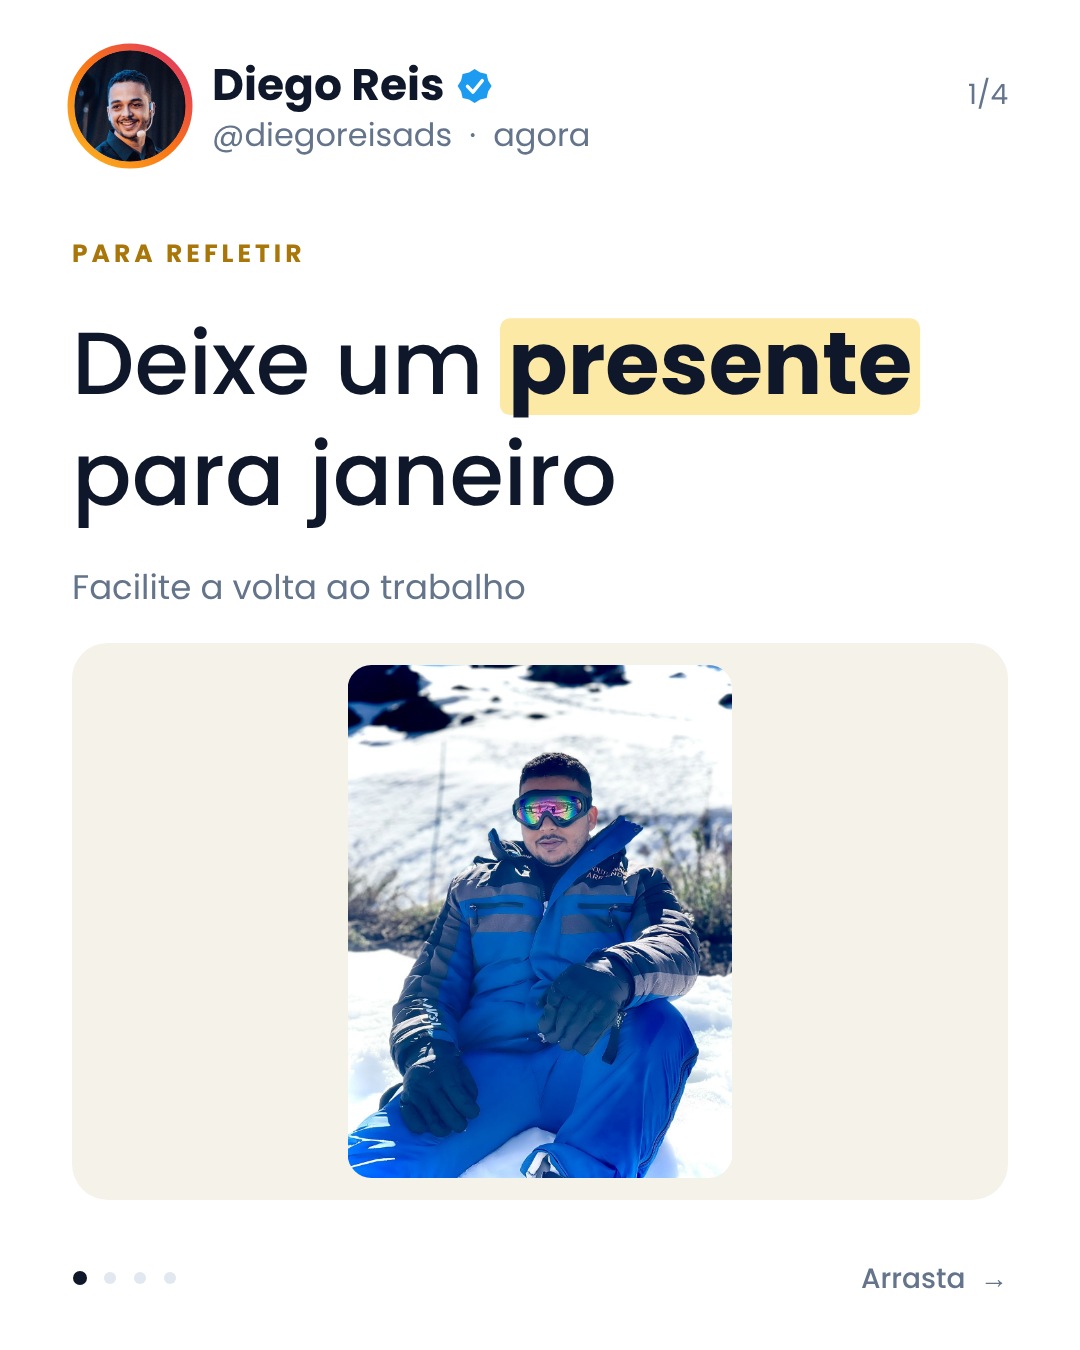 Diego Reis
@diegoreisads · agora
1/4
PARA REFLETIR
Deixe um presente
para janeiro
Facilite a volta ao trabalho
Arrasta →